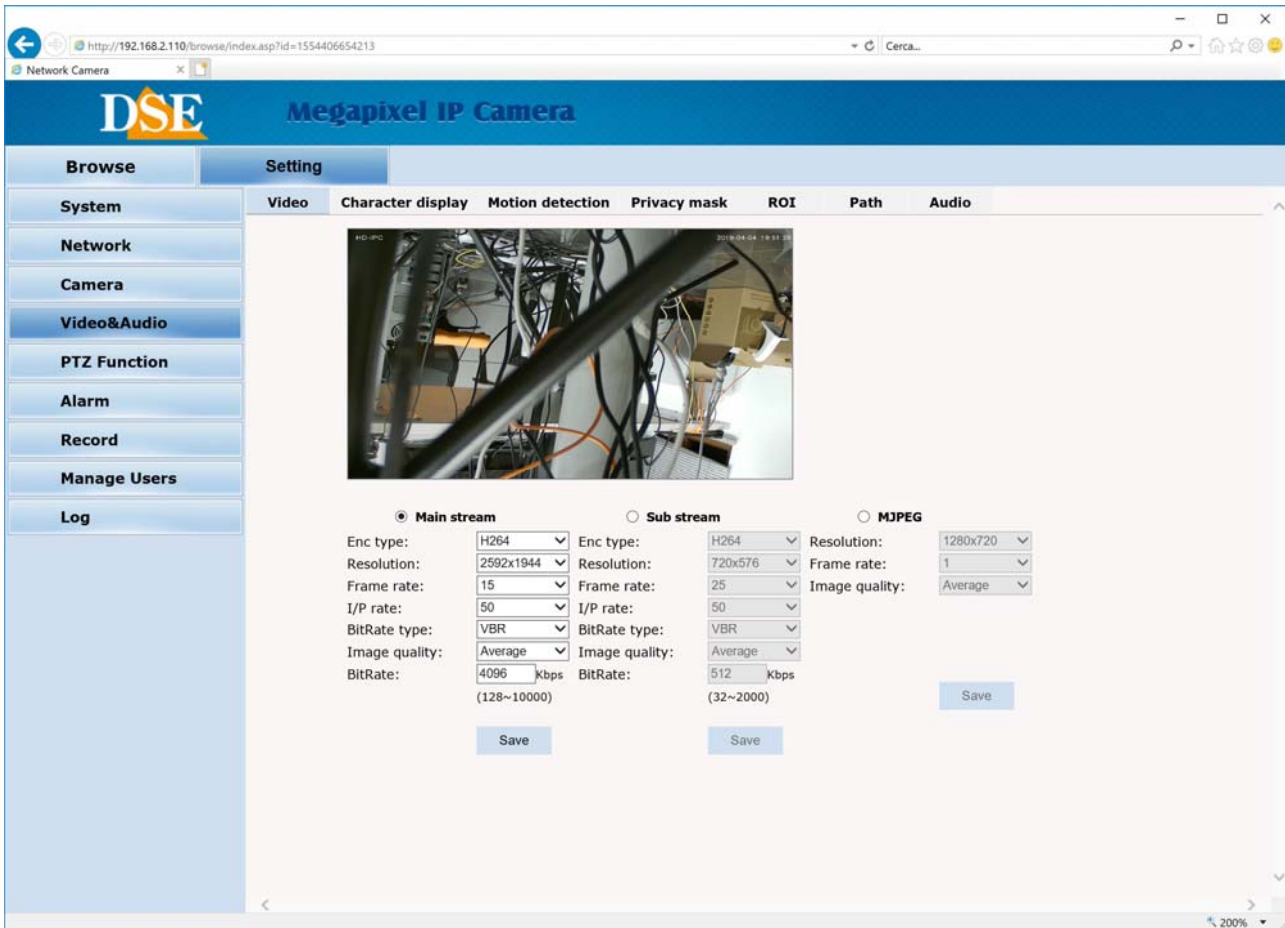 http://192.168.2.110/browse/index.asp?id=1554406654213
Cerca...
Network Camera
DSE
Megapixel IP Camera
Browse
Setting
System
Network
Camera
Video&Audio
PTZ Function
Alarm
Record
Manage Users
Log
Video Character display Motion detection Privacy mask ROI Path Audio
HD-IPC
Main stream Sub stream MJPEG
Enc type: H264 Enc type: H264 Resolution: 1280x720
Resolution: 2592x1944 Resolution: 720x576 Frame rate: 1
Frame rate: 15 Frame rate: 25 Image quality: Average
I/P rate: 50 I/P rate: 50
BitRate type: VBR BitRate type: VBR
Image quality: Average Image quality: Average
BitRate: 4096 Kbps BitRate: 512 Kbps
(128~10000) (32~2000) Save
Save Save
200%